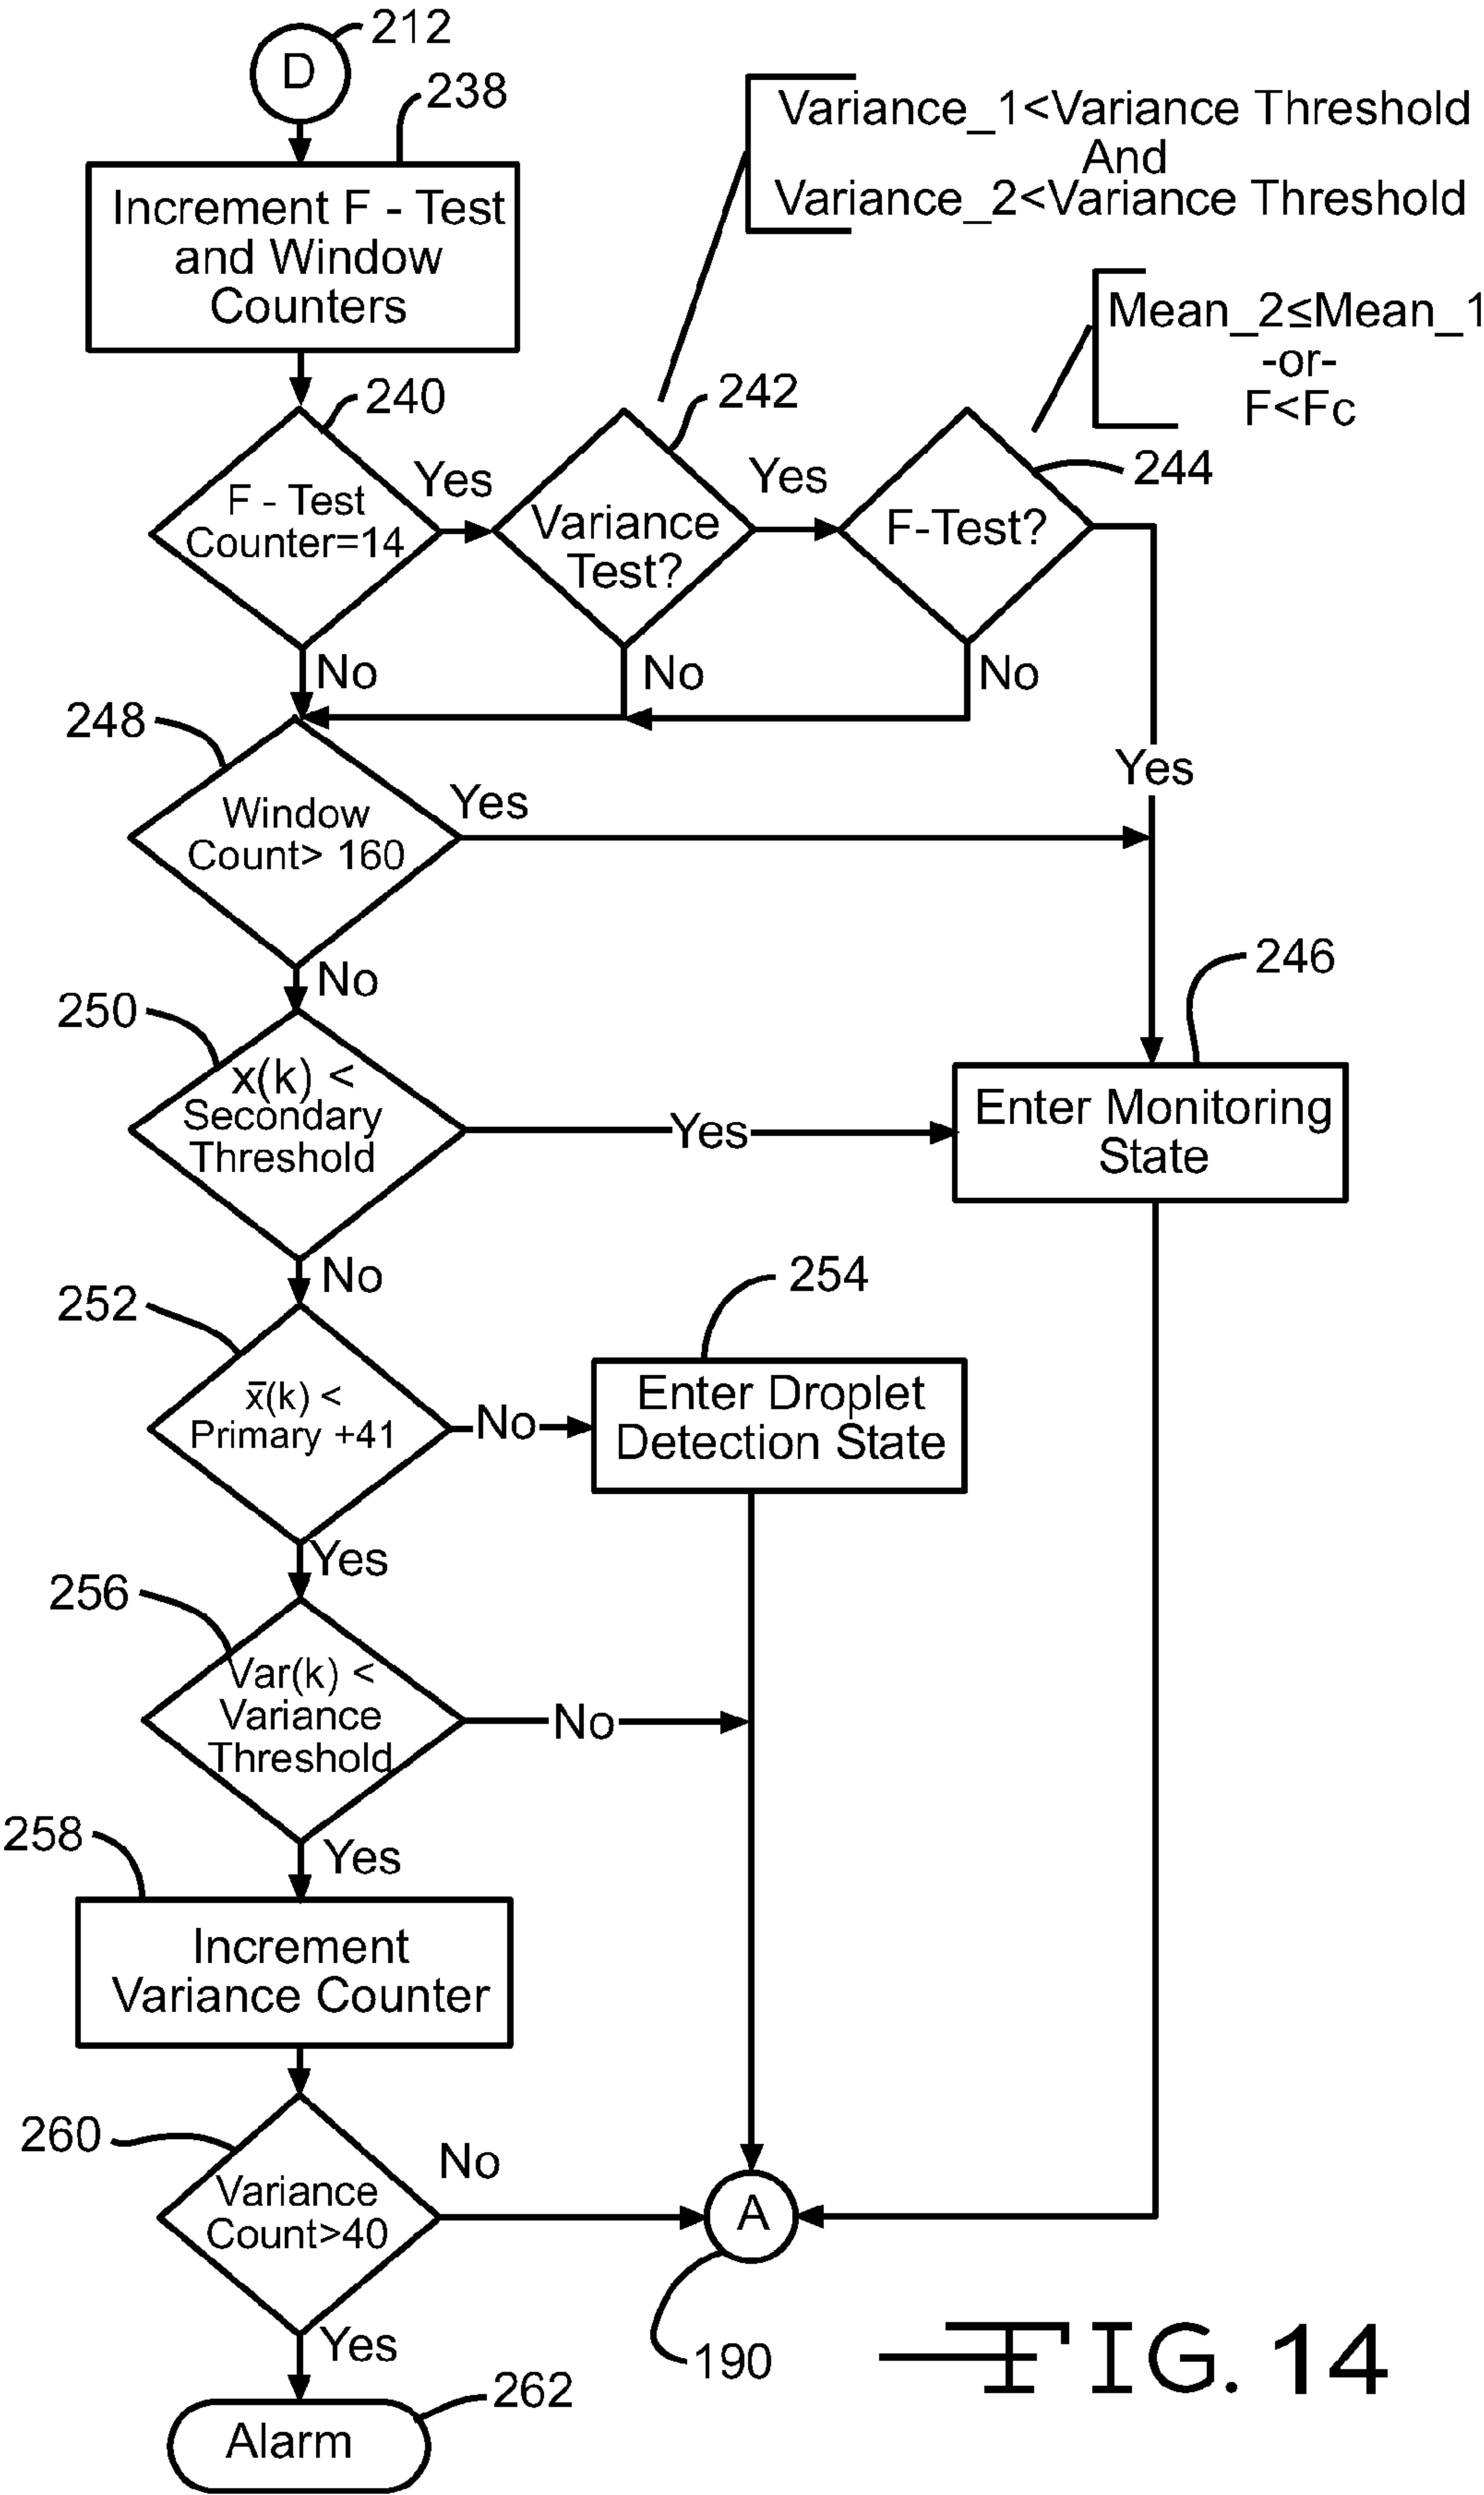 D
212
238
Increment F - Test
and Window
Counters
Variance_1<Variance Threshold
And
Variance_2<Variance Threshold
Mean_2≤Mean_1
-or-
F<Fc
240
F - Test
Counter=14
Yes
242
Variance
Test?
Yes
244
F-Test?
No
No
No
Yes
248
Window
Count> 160
Yes
No
246
Enter Monitoring
State
250
x(k) <
Secondary
Threshold
Yes
No
252
x̄(k) <
Primary +41
No
254
Enter Droplet
Detection State
Yes
256
Var(k) <
Variance
Threshold
No
Yes
258
Increment
Variance Counter
260
Variance
Count>40
No
A
190
Yes
262
Alarm
FIG. 14